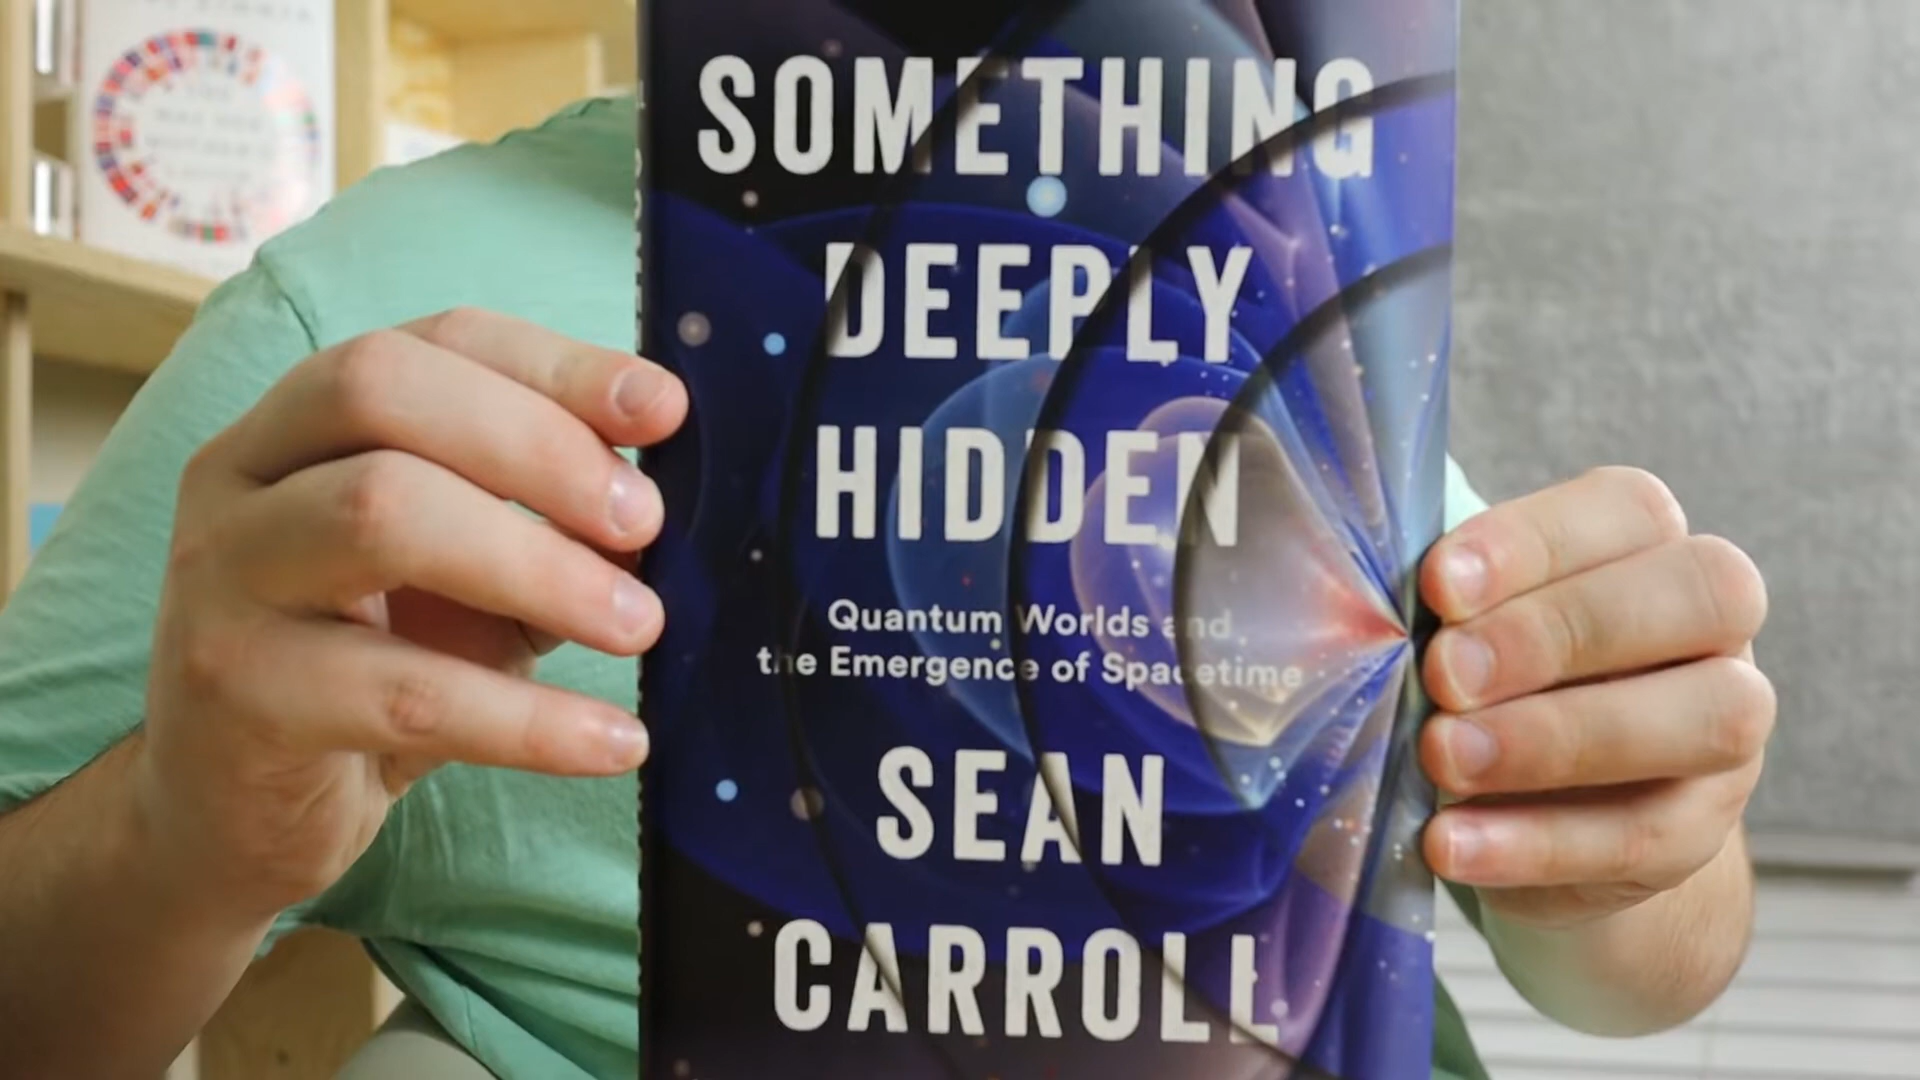 SOMETHING
DEEPLY
HIDDEN
Quantum Worlds and
the Emergence of Spacetime
SEAN
CARROLL